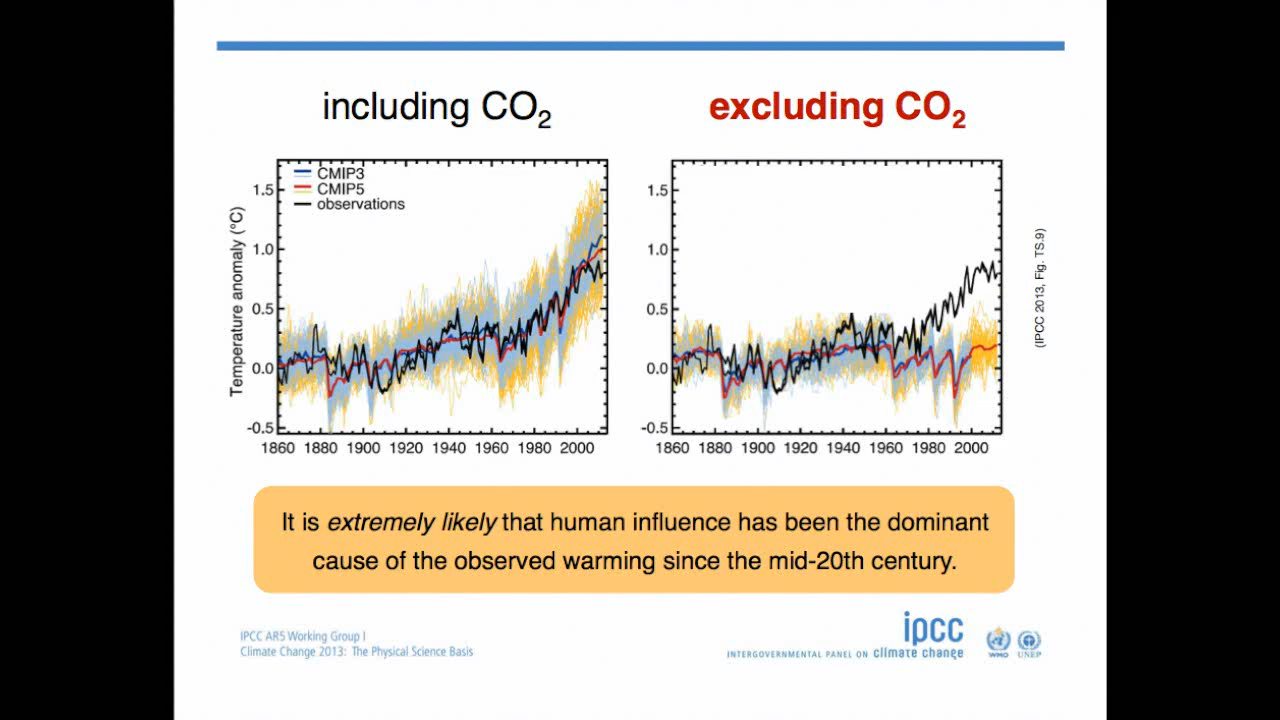 including CO2
excluding CO2
CMIP3
CMIP5
observations
Temperature anomaly (°C)
1.5
1.0
0.5
0.0
-0.5
1860 1880 1900 1920 1940 1960 1980 2000
1.5
1.0
0.5
0.0
-0.5
1860 1880 1900 1920 1940 1960 1980 2000
(IPCC 2013, Fig. TS.9)
It is extremely likely that human influence has been the dominant
cause of the observed warming since the mid-20th century.
IPCC AR5 Working Group I
Climate Change 2013: The Physical Science Basis
ipcc
INTERGOVERNMENTAL PANEL ON climate change
WMO
UNEP